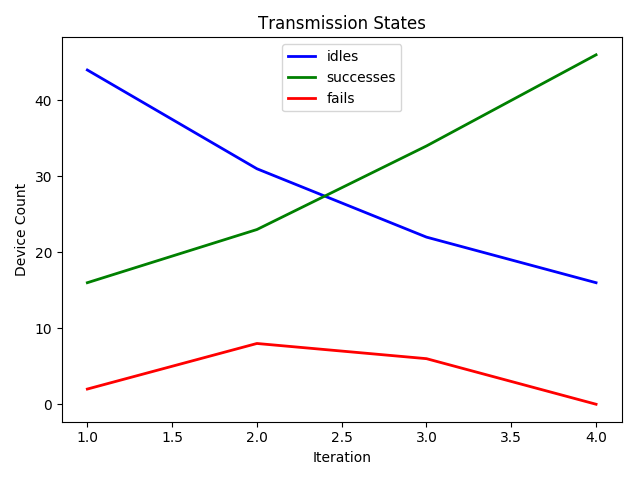 Transmission States
idles
successes
fails
Device Count
40
30
20
10
0
1.0 1.5 2.0 2.5 3.0 3.5 4.0
Iteration